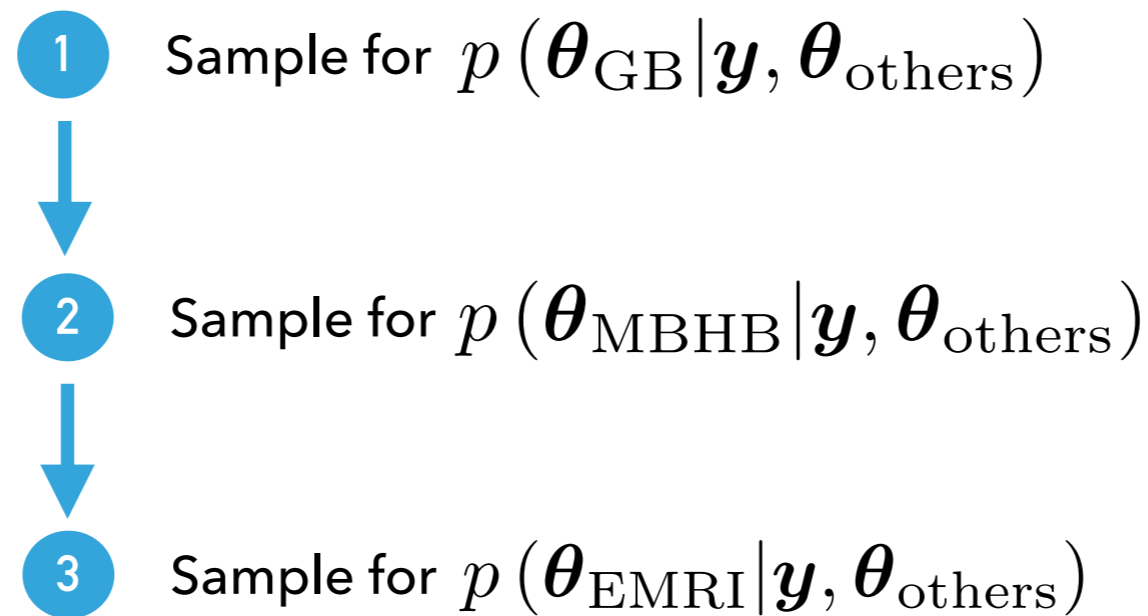 1 Sample for p (θ_GB|y, θ_others)
2 Sample for p (θ_MBHB|y, θ_others)
3 Sample for p (θ_EMRI|y, θ_others)